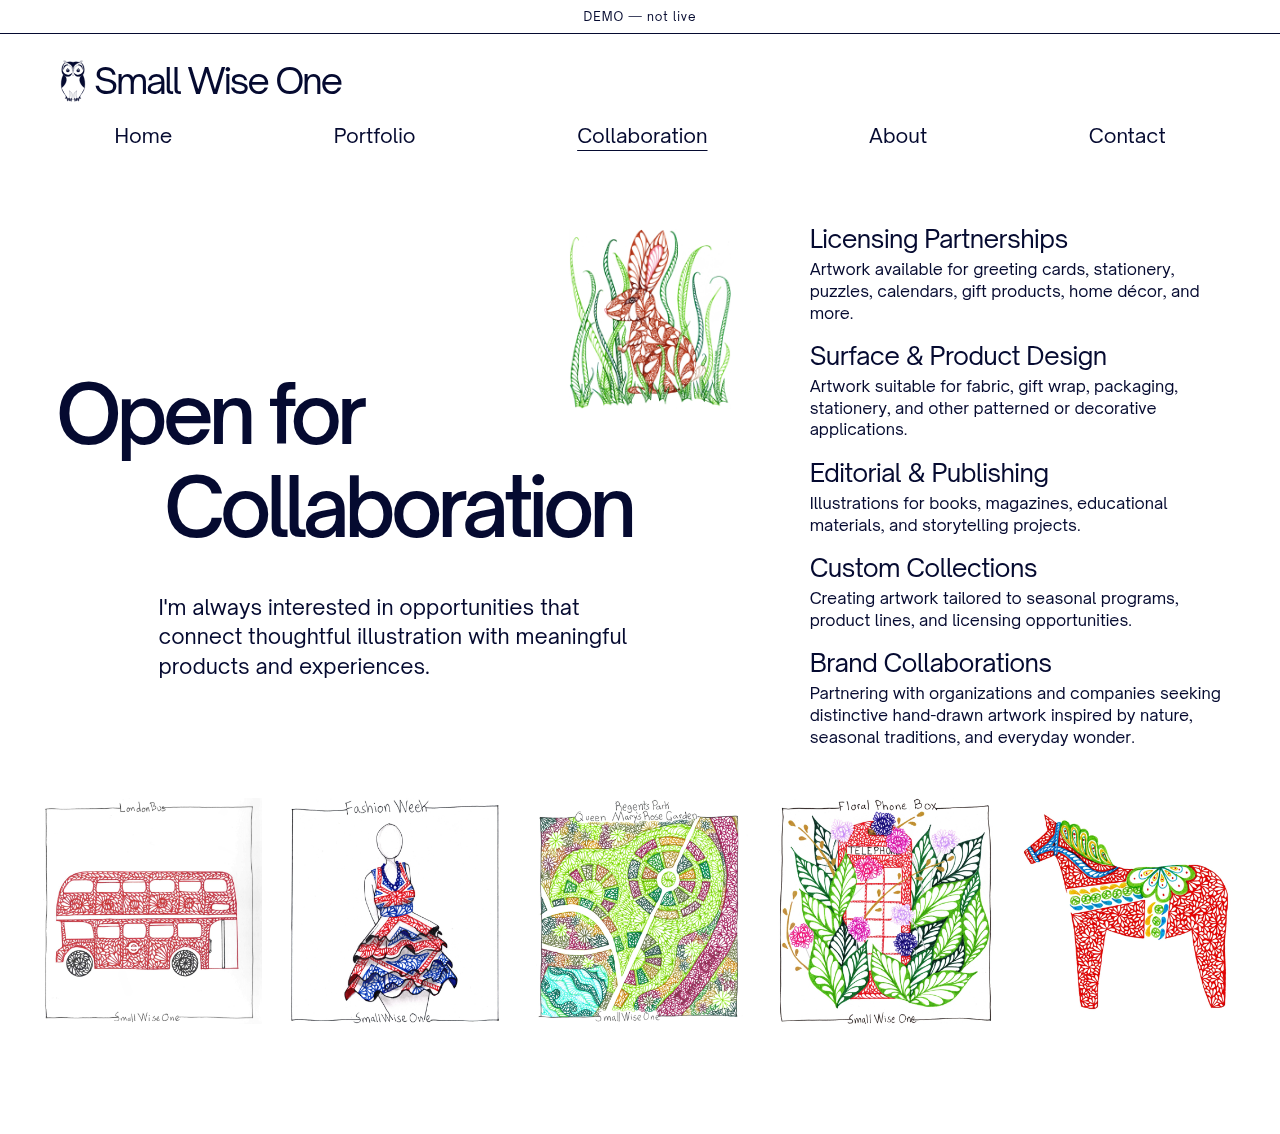 DEMO — not live
Small Wise One
Home
Portfolio
Collaboration
About
Contact
Open for
Collaboration
I'm always interested in opportunities that
connect thoughtful illustration with meaningful
products and experiences.
Licensing Partnerships
Artwork available for greeting cards, stationery,
puzzles, calendars, gift products, home décor, and
more.
Surface & Product Design
Artwork suitable for fabric, gift wrap, packaging,
stationery, and other patterned or decorative
applications.
Editorial & Publishing
Illustrations for books, magazines, educational
materials, and storytelling projects.
Custom Collections
Creating artwork tailored to seasonal programs,
product lines, and licensing opportunities.
Brand Collaborations
Partnering with organizations and companies seeking
distinctive hand-drawn artwork inspired by nature,
seasonal traditions, and everyday wonder.
London Bus
Small Wise One
Fashion Week
Small Wise One
Regents Park
Queen Mary's Rose Garden
Small Wise One
Floral Phone Box
Small Wise One